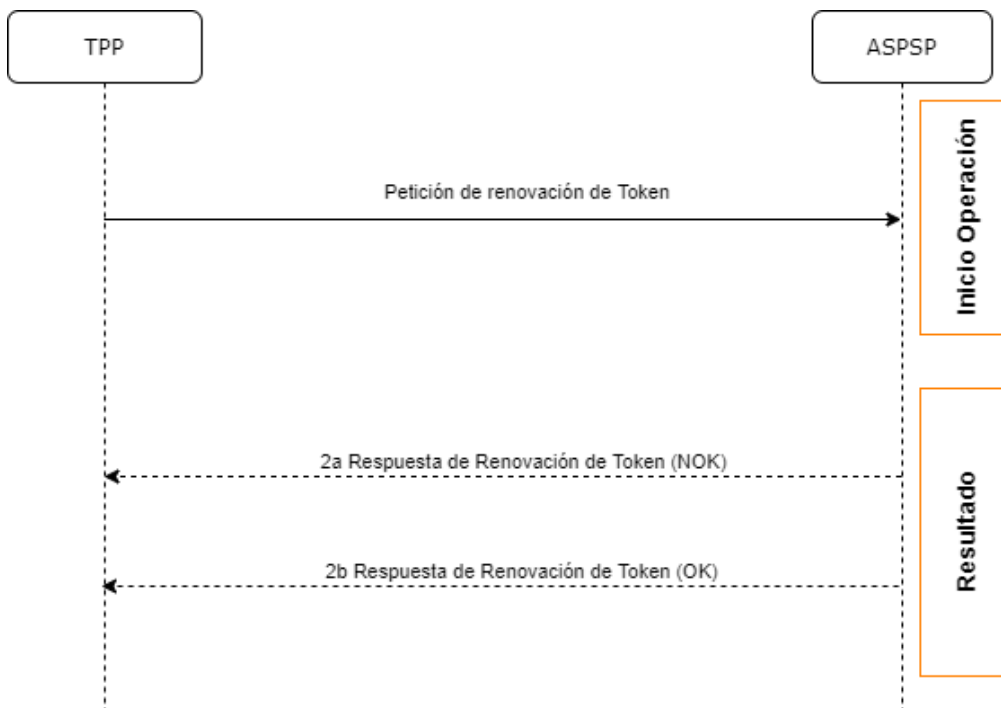 TPP
ASPSP
Petición de renovación de Token
Inicio Operación
2a Respuesta de Renovación de Token (NOK)
2b Respuesta de Renovación de Token (OK)
Resultado